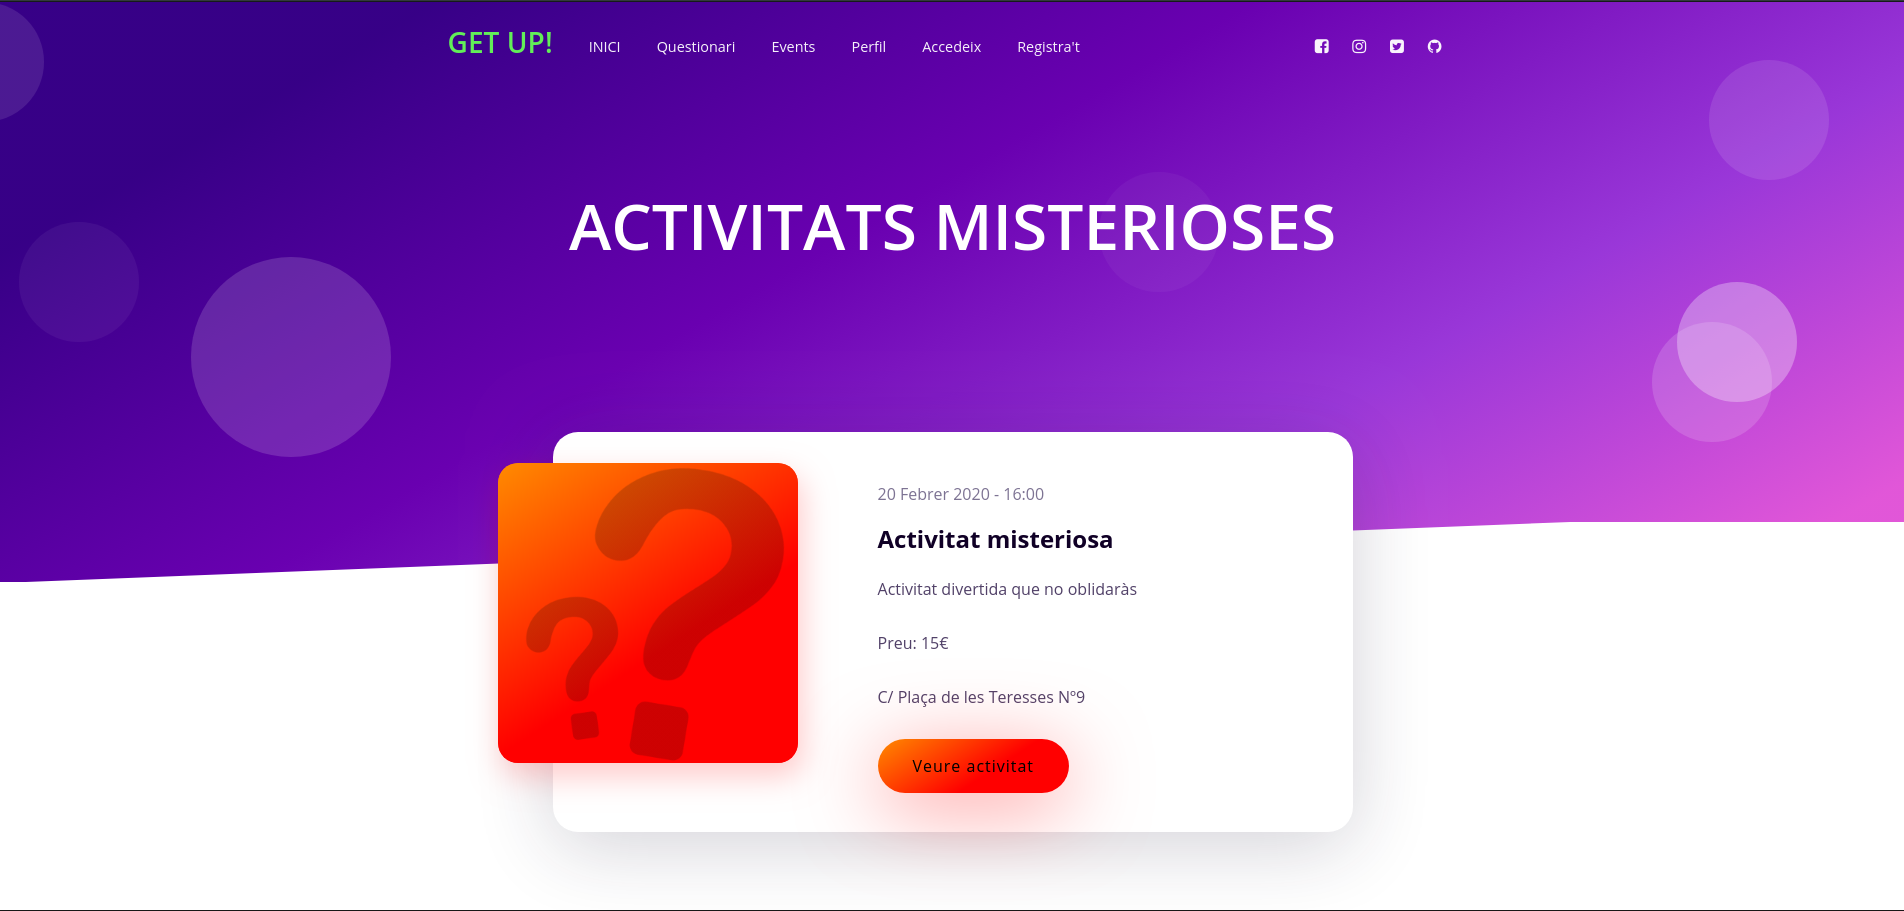 GET UP! INICI Questionari Events Perfil Accedeix Registra't
ACTIVITATS MISTERIOSES
??
20 Febrer 2020 - 16:00
Activitat misteriosa
Activitat divertida que no oblidaràs
Preu: 15€
C/ Plaça de les Teresses Nº9
Veure activitat